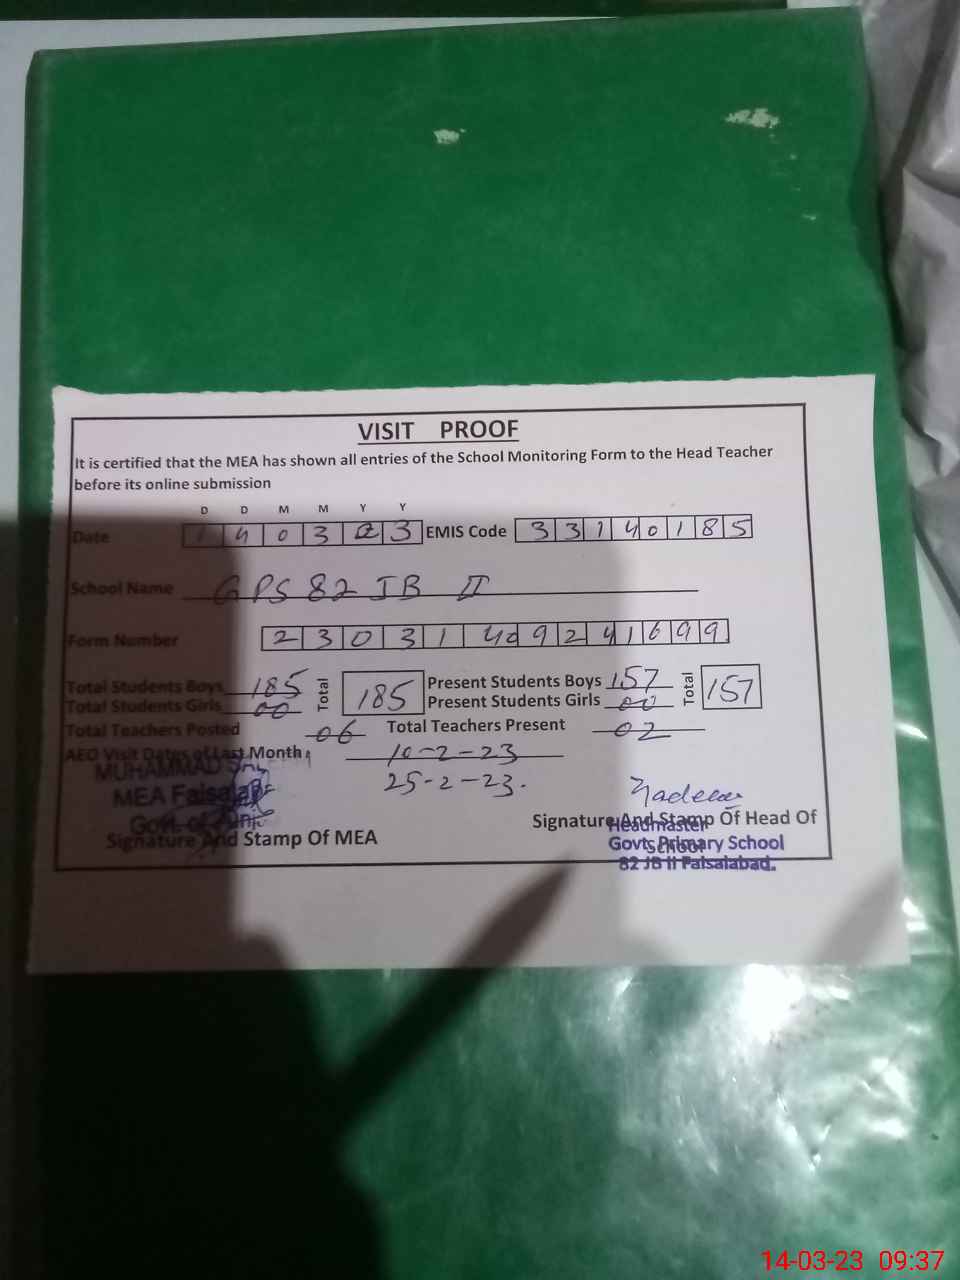 VISIT PROOF
It is certified that the MEA has shown all entries of the School Monitoring Form to the Head Teacher
before its online submission
D D M M Y Y
Date 1 4 0 3 2 3 EMIS Code 3 3 1 4 0 1 8 5
School Name GPS 82 JB II
Form Number 2 3 0 3 1 4 0 9 2 4 1 6 9 9
Total Students Boys 185 Total 185 Present Students Boys 157 Total 157
Total Students Girls 00 Present Students Girls 00
Total Teachers Posted 06 Total Teachers Present 02
AEO Visit Dates of Last Month: 10-2-23
25-2-23.
MUHAMMAD
MEA Faisalab
Govt. of Punj
Signature And Stamp Of MEA
Nadeem
Signature And Stamp Of Head Of
School
Headmaster
Govt: Primary School
82 JB II Faisalabad.
14-03-23 09:37